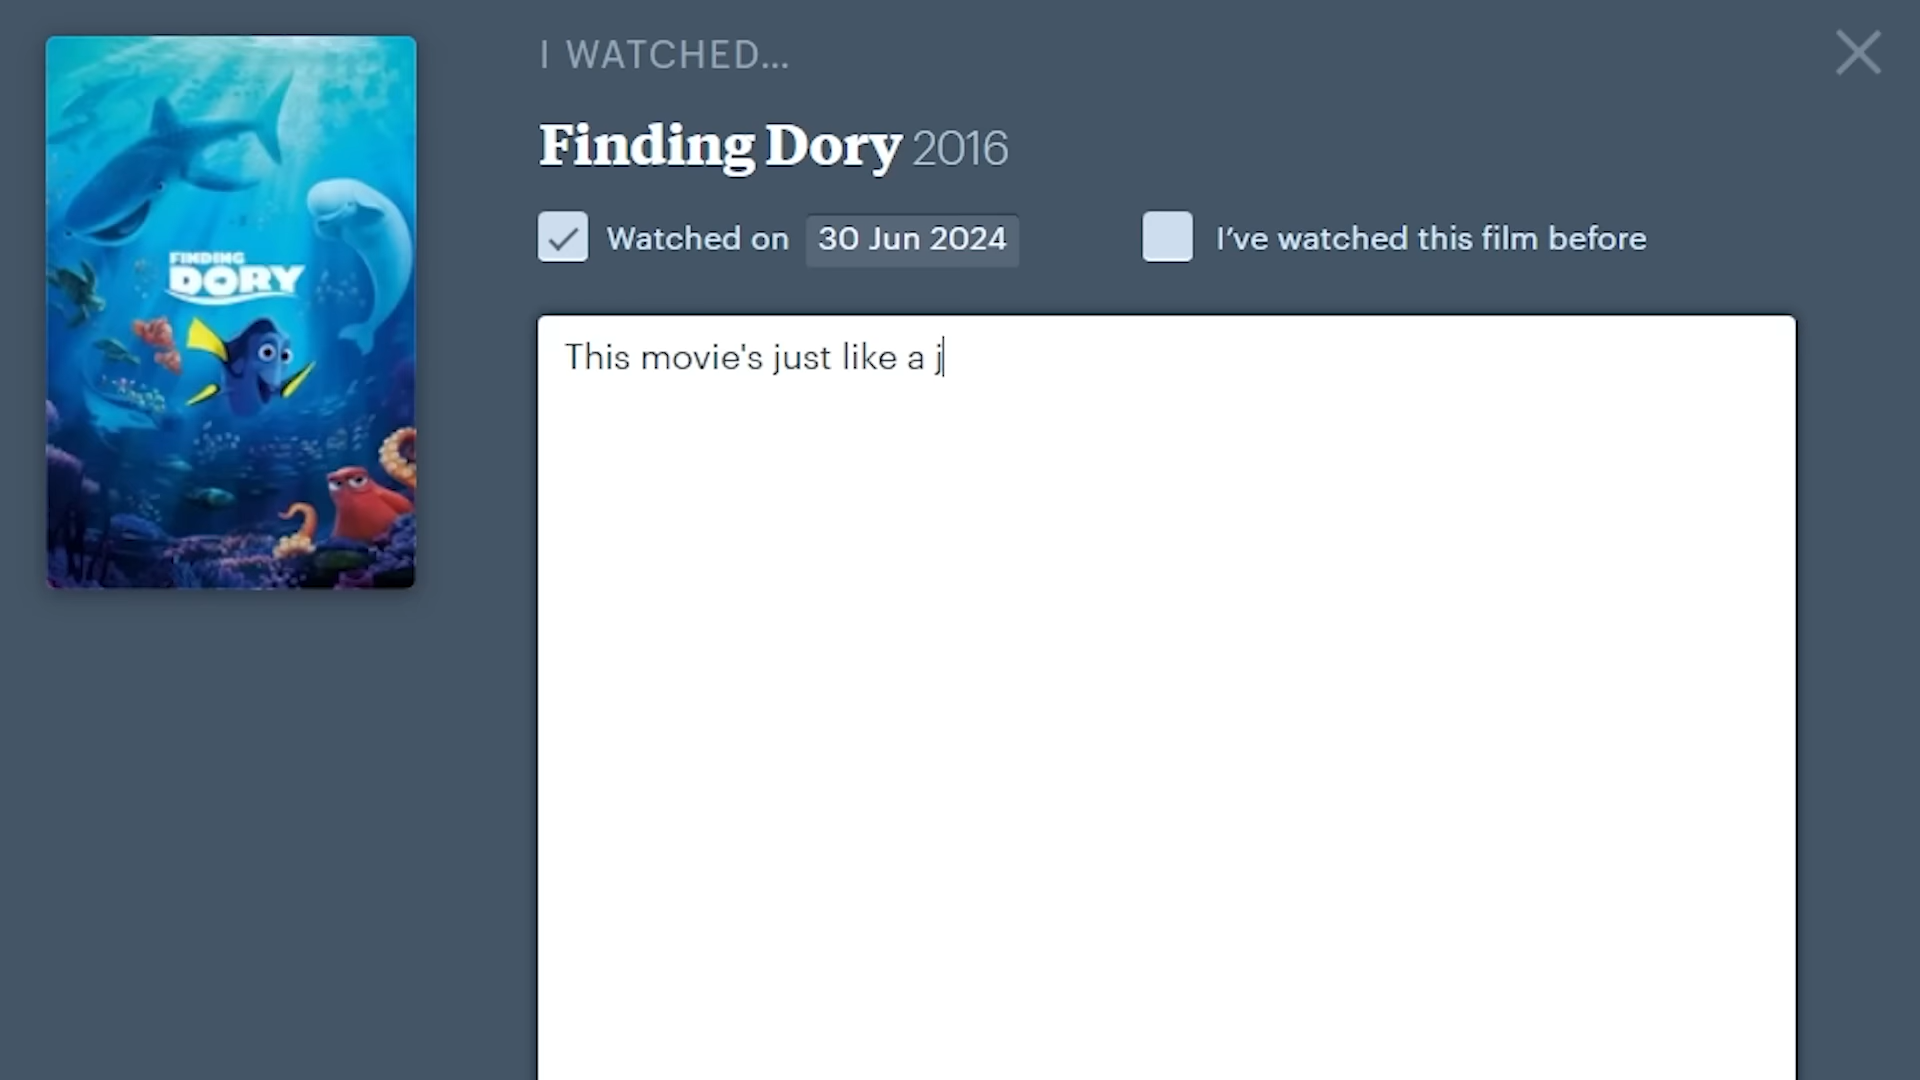 I WATCHED...
Finding Dory 2016
Watched on 30 Jun 2024 I've watched this film before
FINDING
DORY
This movie's just like a j